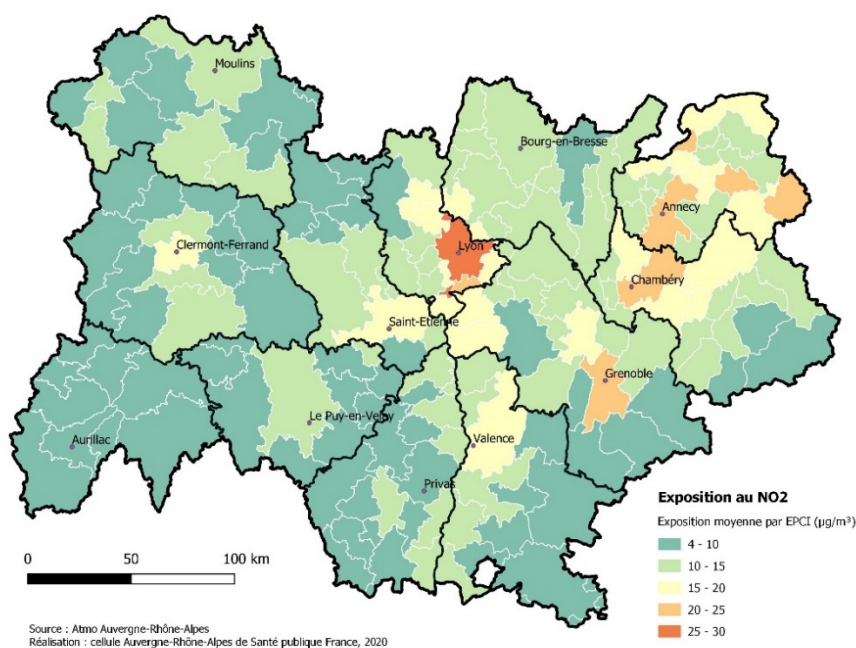 Moulins
Bourg-en-Bresse
Annecy
Clermont-Ferrand
Lyon
Chambéry
Saint-Etienne
Grenoble
Le Puy-en-Velay
Aurillac
Valence
Privas
0 50 100 km
Exposition au NO2
Exposition moyenne par EPCI (µg/m³)
4 - 10
10 - 15
15 - 20
20 - 25
25 - 30
Source : Atmo Auvergne-Rhône-Alpes
Réalisation : cellule Auvergne-Rhône-Alpes de Santé publique France, 2020